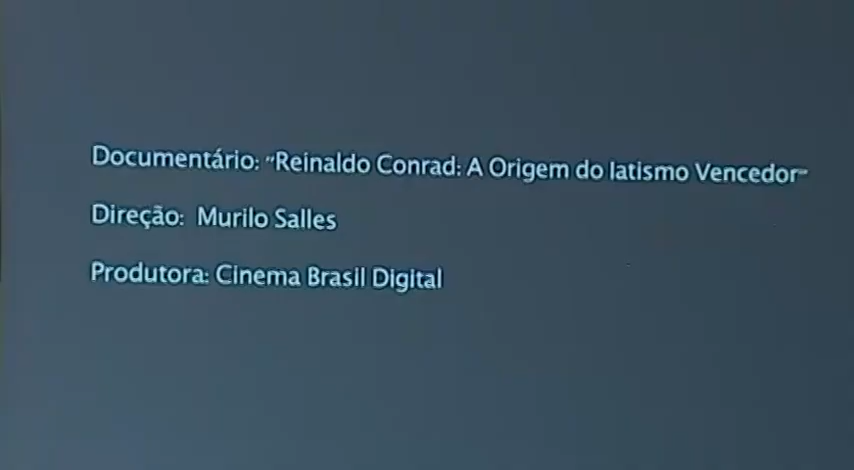 Documentário: "Reinaldo Conrad: A Origem do Iatismo Vencedor"
Direção: Murilo Salles
Produtora: Cinema Brasil Digital